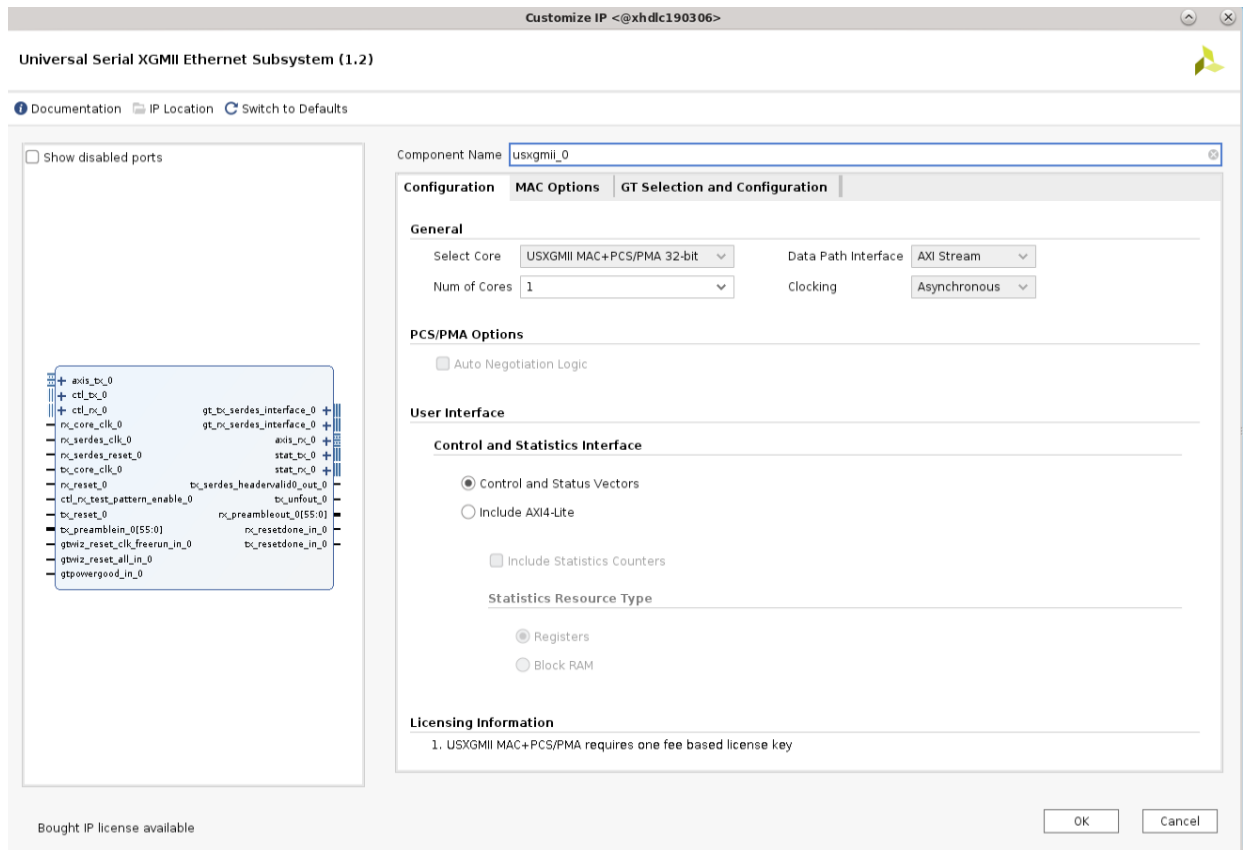 Customize IP <@xhdlc190306>
Universal Serial XGMII Ethernet Subsystem (1.2)
Documentation IP Location Switch to Defaults
Show disabled ports
axis_tx_0
ctl_tx_0
ctl_rx_0
rx_core_clk_0
rx_serdes_clk_0
rx_serdes_reset_0
tx_core_clk_0
rx_reset_0
ctl_rx_test_pattern_enable_0
tx_reset_0
tx_preamblein_0[55:0]
gtwiz_reset_clk_freerun_in_0
gtwiz_reset_all_in_0
gtpowergood_in_0
gt_tx_serdes_interface_0
gt_rx_serdes_interface_0
axis_rx_0
stat_tx_0
stat_rx_0
tx_serdes_headervalid0_out_0
tx_unfout_0
rx_preambleout_0[55:0]
rx_resetdone_in_0
tx_resetdone_in_0
Component Name usxgmii_0
Configuration MAC Options GT Selection and Configuration
General
Select Core USXGMII MAC+PCS/PMA 32-bit Data Path Interface AXI Stream
Num of Cores 1 Clocking Asynchronous
PCS/PMA Options
Auto Negotiation Logic
User Interface
Control and Statistics Interface
Control and Status Vectors
Include AXI4-Lite
Include Statistics Counters
Statistics Resource Type
Registers
Block RAM
Licensing Information
1. USXGMII MAC+PCS/PMA requires one fee based license key
Bought IP license available
OK Cancel